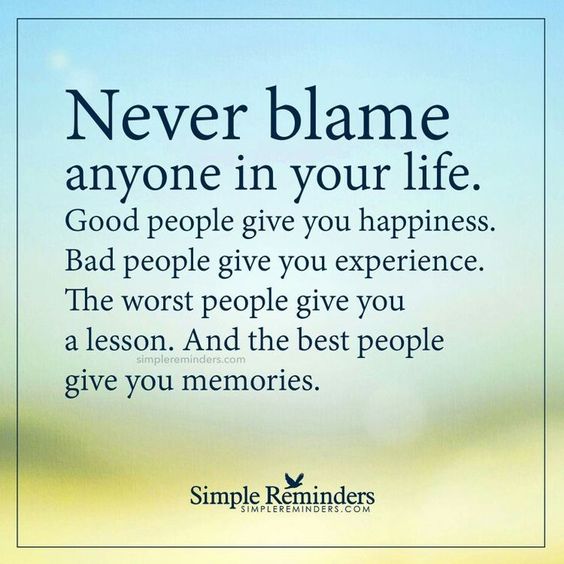 Never blame
anyone in your life.
Good people give you happiness.
Bad people give you experience.
The worst people give you
a lesson. And the best people
simplereminders.com
give you memories.
Simple Reminders
SIMPLEREMINDERS.COM